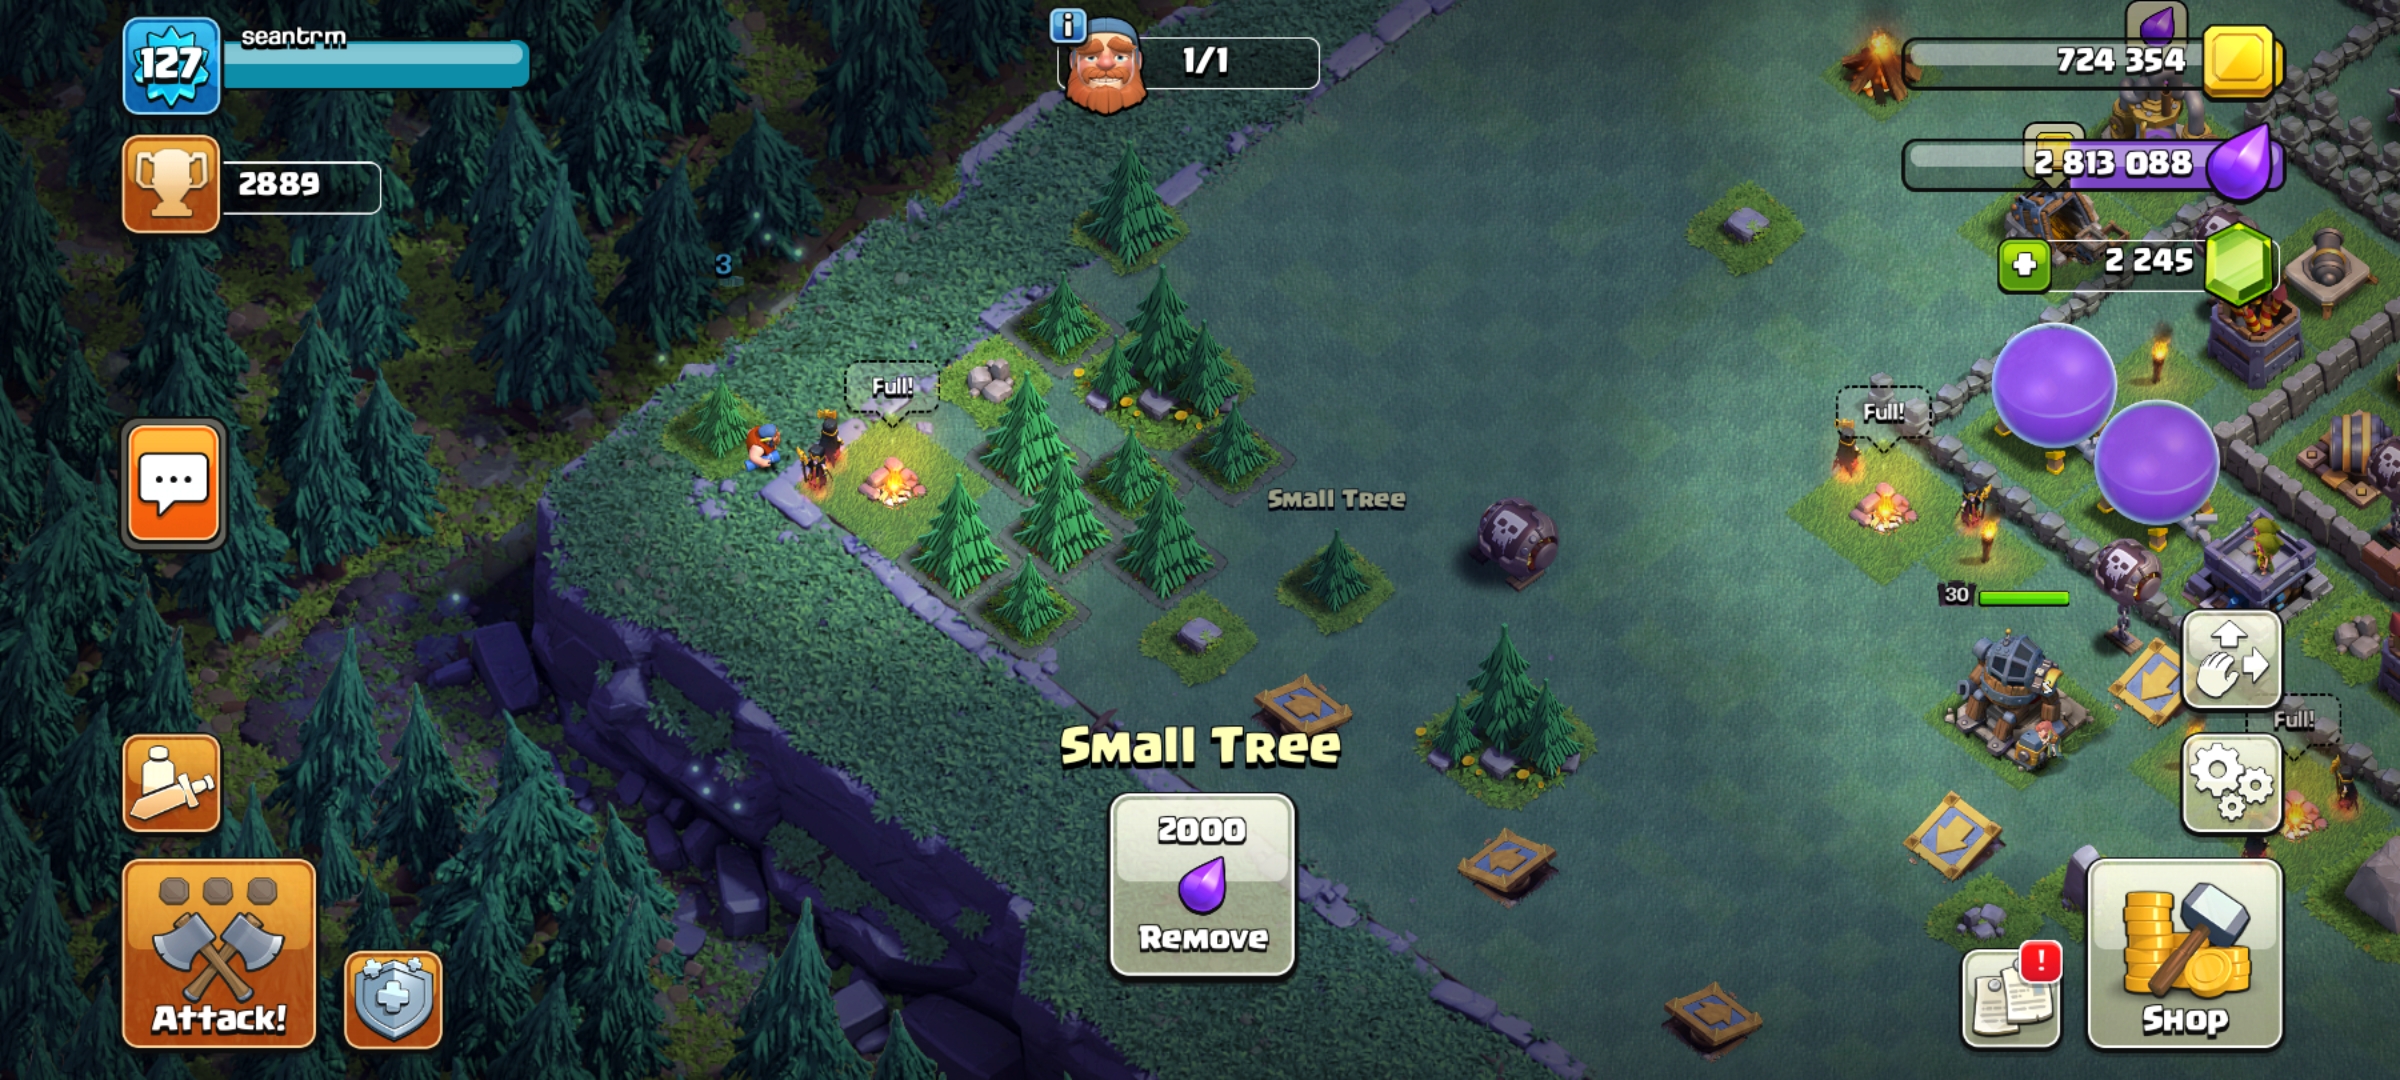 127
seantrm
1/1
724 354
2889
2 813 088
3
2 245
Full!
Full!
Small Tree
30
Full!
Small Tree
2000
Remove
!
Attack!
Shop